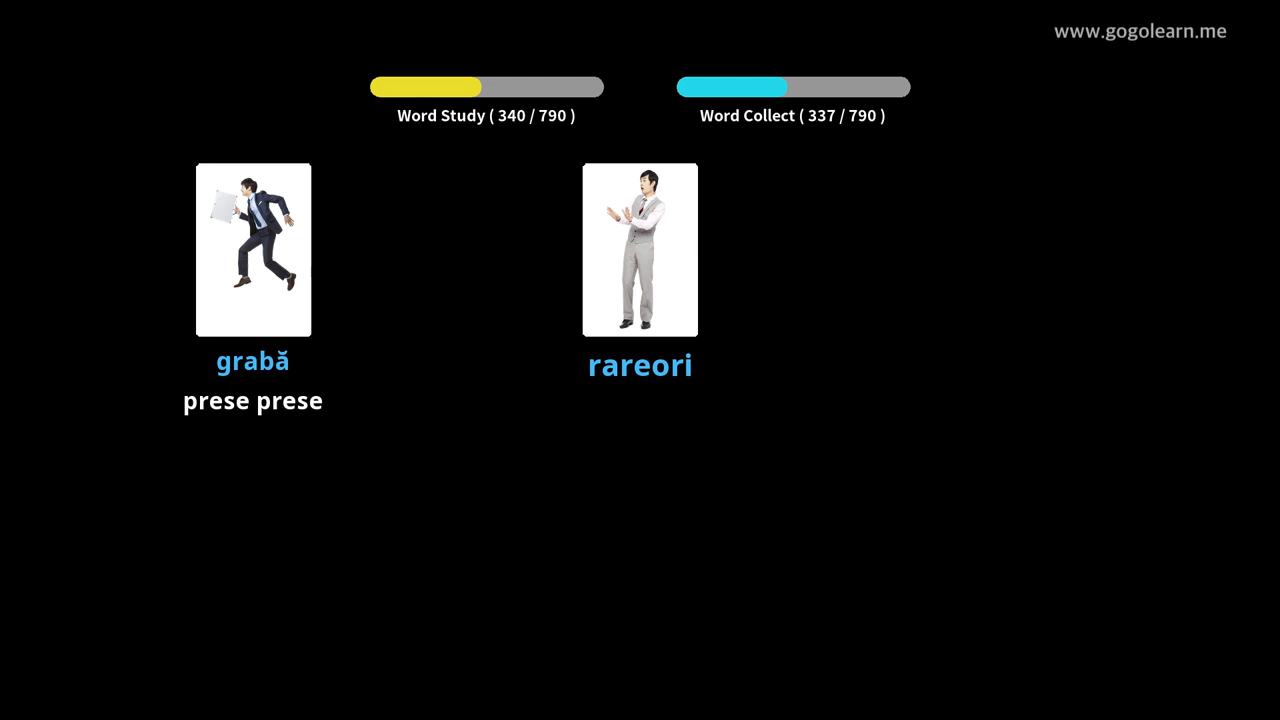 www.gogolearn.me
Word Study ( 340 / 790 )
Word Collect ( 337 / 790 )
grabă
prese prese
rareori